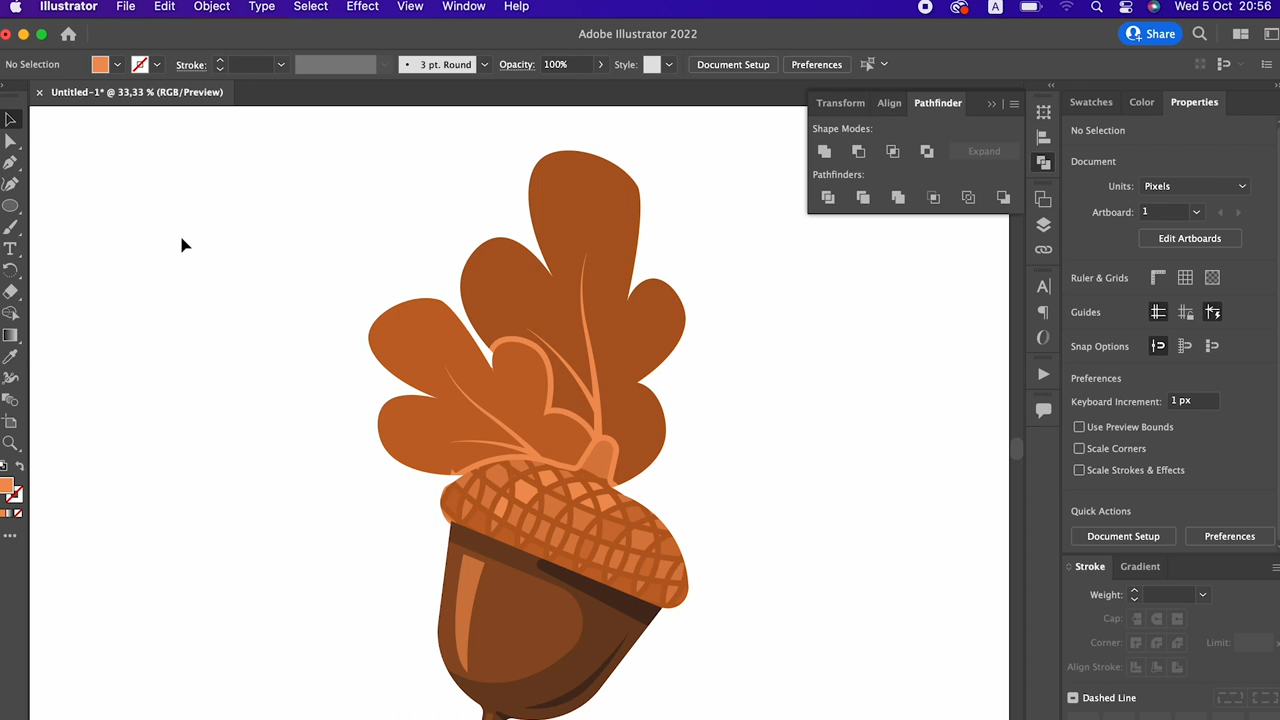 Illustrator File Edit Object Type Select Effect View Window Help A Wed 5 Oct 20:56
Adobe Illustrator 2022 Share
No Selection Stroke: 3 pt. Round Opacity: 100% Style: Document Setup Preferences
Untitled-1* @ 33,33 % (RGB/Preview)
Transform Align Pathfinder
Shape Modes:
Expand
Pathfinders:
Swatches Color Properties
No Selection
Document
Units: Pixels
Artboard: 1
Edit Artboards
Ruler & Grids
Guides
Snap Options
Preferences
Keyboard Increment: 1 px
Use Preview Bounds
Scale Corners
Scale Strokes & Effects
Quick Actions
Document Setup Preferences
Stroke Gradient
Weight:
Cap:
Corner: Limit:
Align Stroke:
Dashed Line